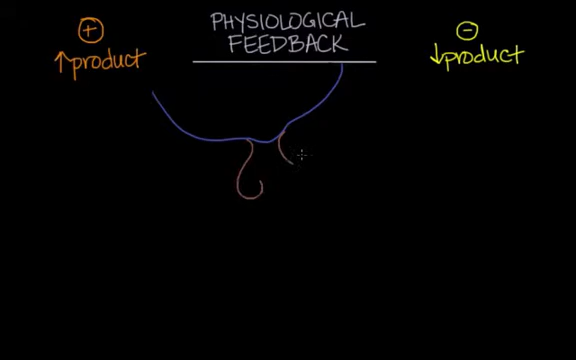 PHYSIOLOGICAL
FEEDBACK
+
↑product
-
↓product